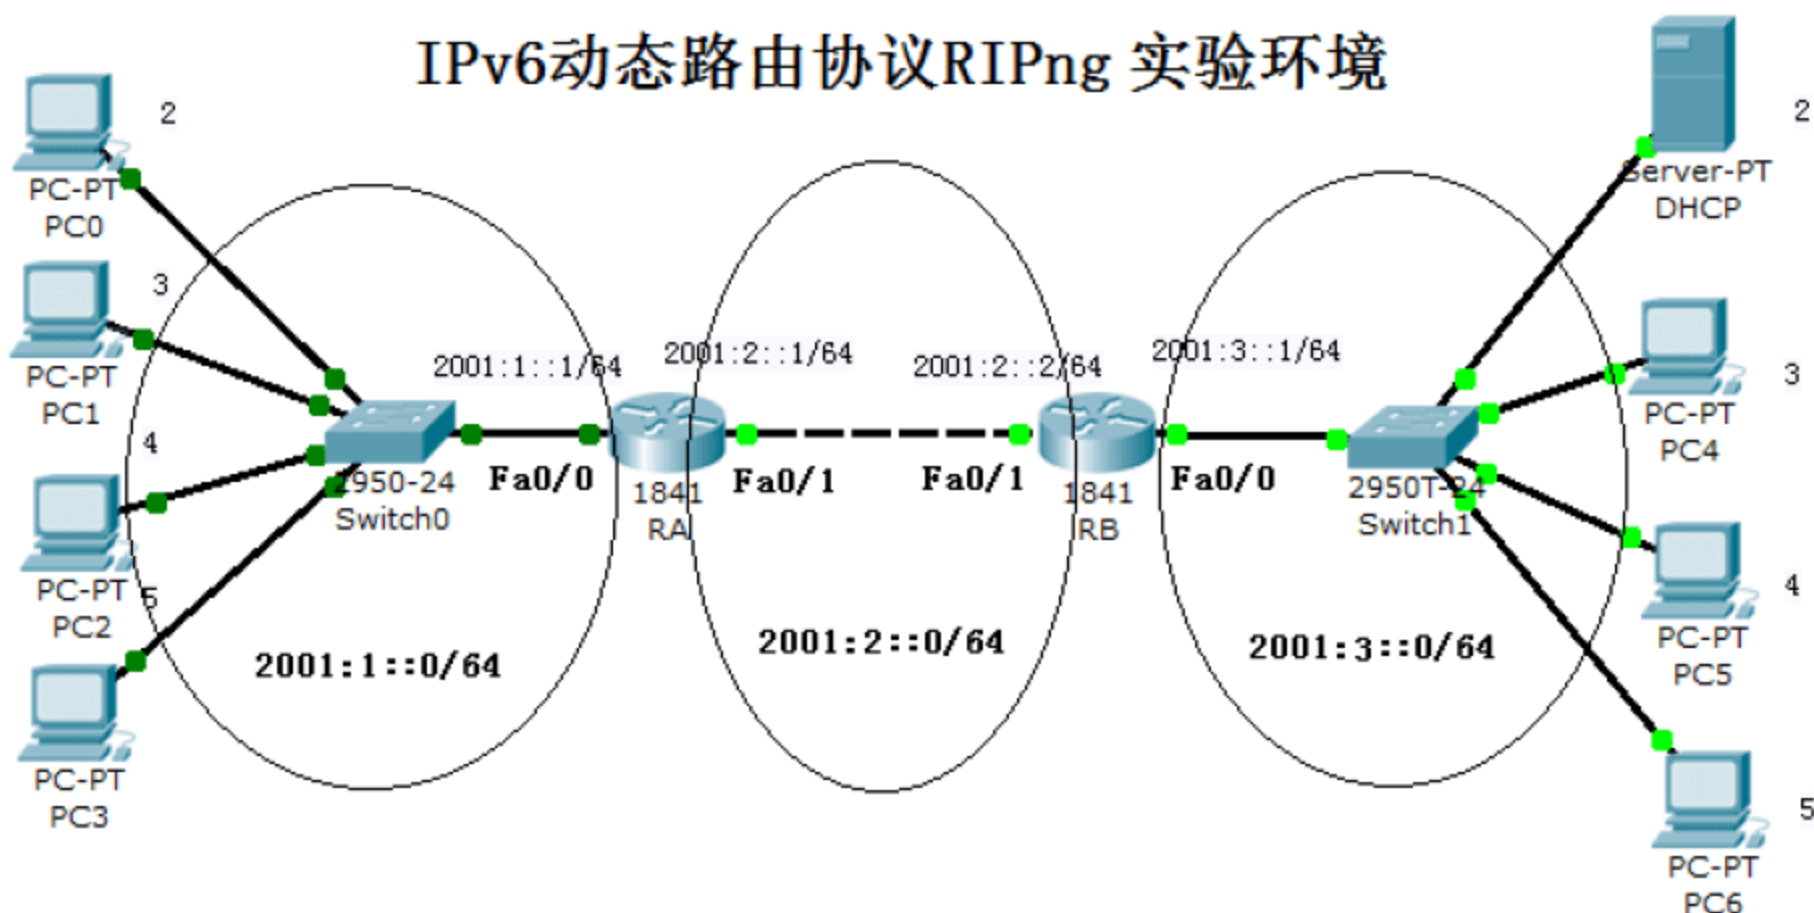 IPv6动态路由协议RIPng 实验环境
2
PC-PT
PC0
3
PC-PT
PC1
4
PC-PT
PC2
5
PC-PT
PC3
2950-24
Switch0
2001:1::1/64
Fa0/0
1841
RA
2001:1::0/64
2001:2::1/64
Fa0/1
2001:2::2/64
Fa0/1
1841
RB
2001:2::0/64
2001:3::1/64
Fa0/0
2950T-24
Switch1
2001:3::0/64
2
Server-PT
DHCP
3
PC-PT
PC4
4
PC-PT
PC5
5
PC-PT
PC6